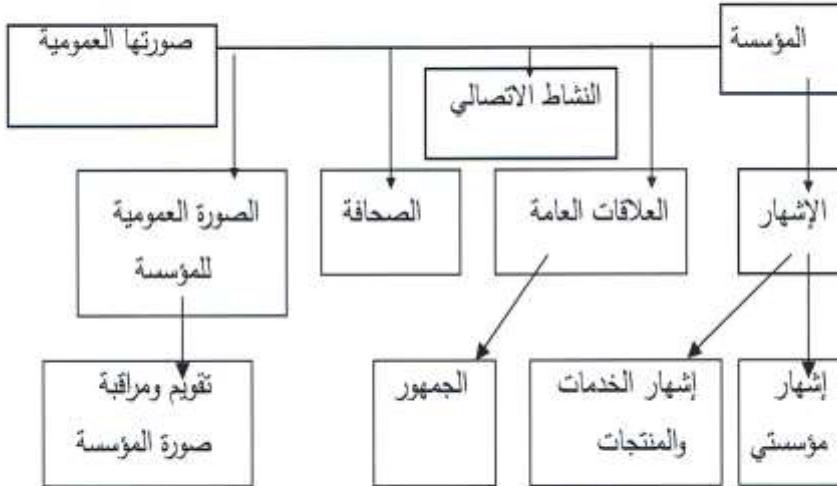 المؤسسة
صورتها العمومية
النشاط الاتصالي
الإشهار
العلاقات العامة
الصحافة
الصورة العمومية
للمؤسسة
إشهار
مؤسستي
إشهار الخدمات
والمنتجات
الجمهور
تقويم ومراقبة
صورة المؤسسة